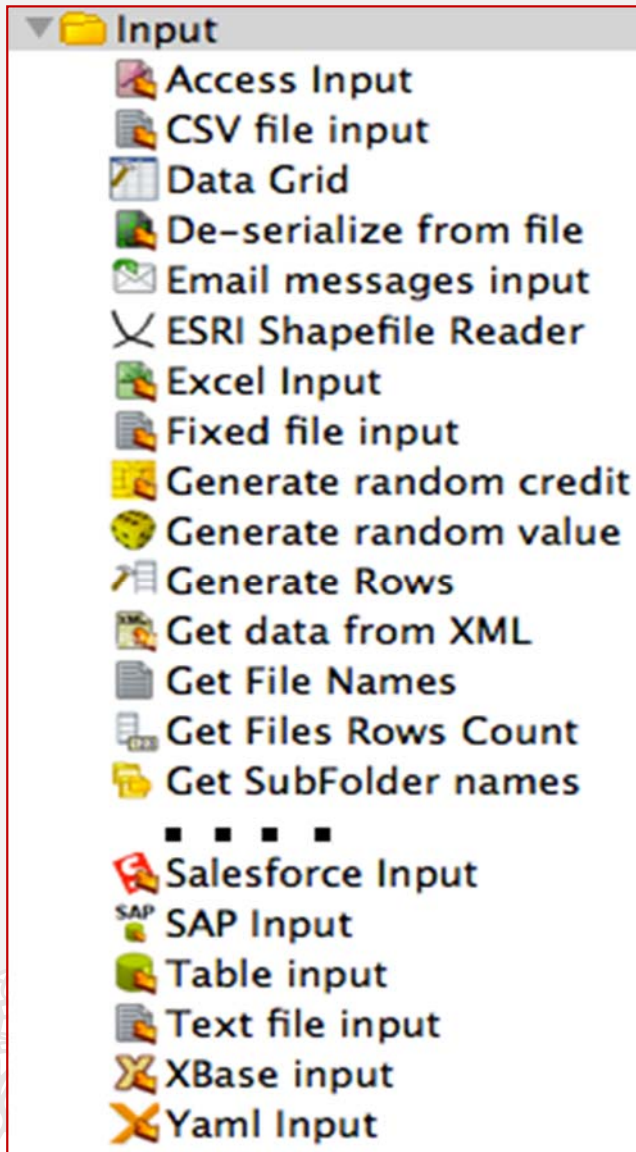 Input
Access Input
CSV file input
Data Grid
De-serialize from file
Email messages input
ESRI Shapefile Reader
Excel Input
Fixed file input
Generate random credit
Generate random value
Generate Rows
Get data from XML
Get File Names
Get Files Rows Count
Get SubFolder names
Salesforce Input
SAP SAP Input
Table input
Text file input
XBase input
Yaml Input